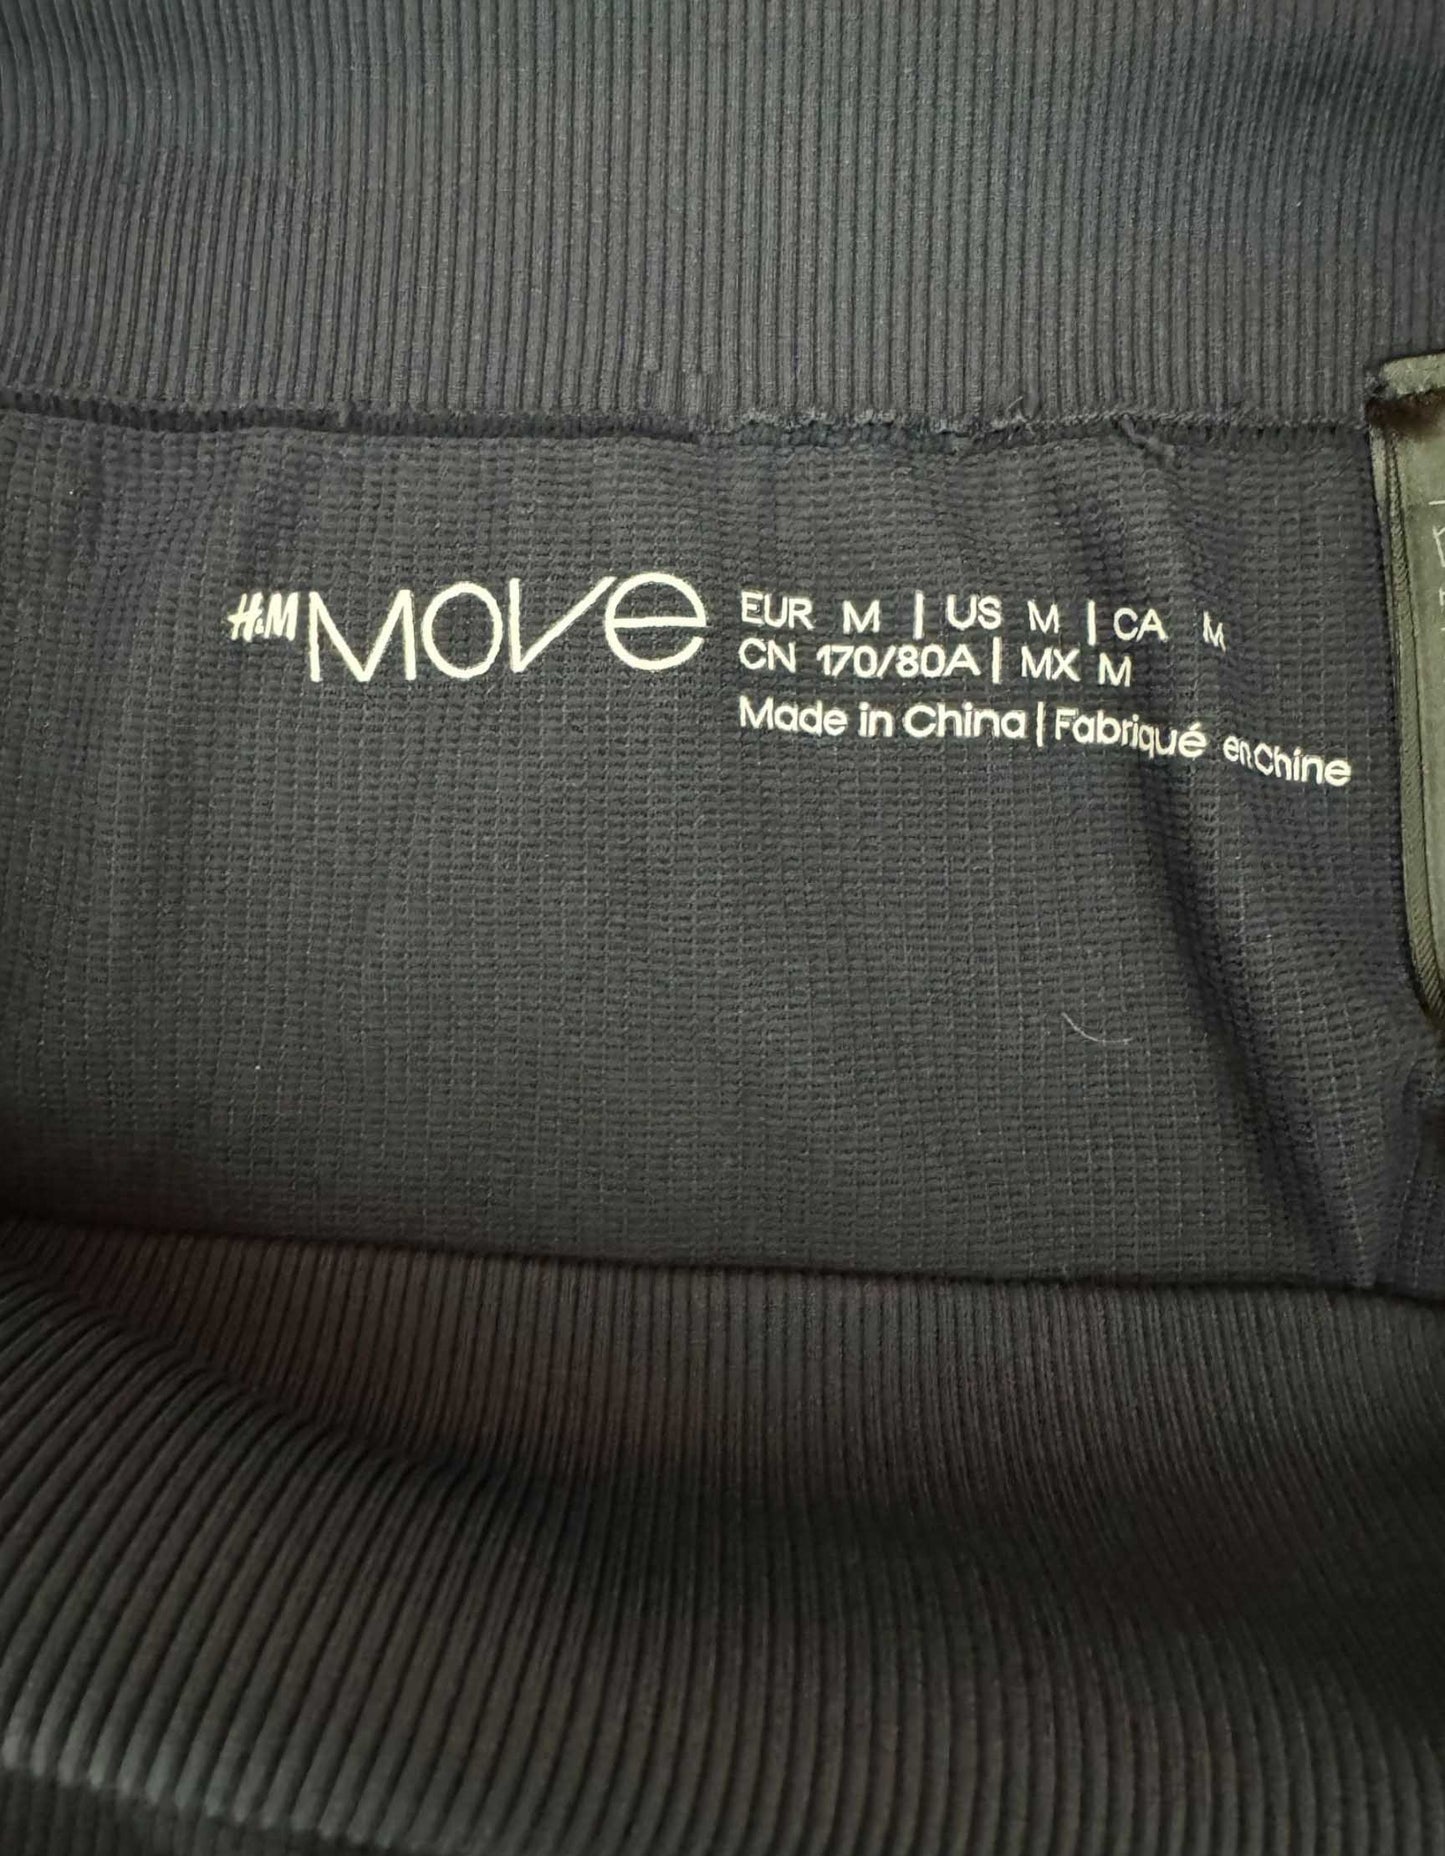 H&M MOVE
EUR M | US M | CA M
CN 170/80A | MX M
Made in China | Fabriqué en Chine